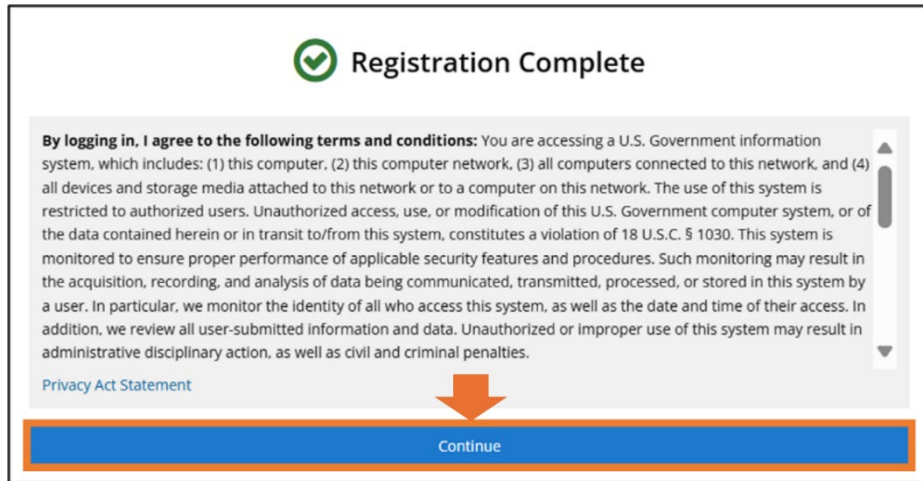 Registration Complete
By logging in, I agree to the following terms and conditions: You are accessing a U.S. Government information
system, which includes: (1) this computer, (2) this computer network, (3) all computers connected to this network, and (4)
all devices and storage media attached to this network or to a computer on this network. The use of this system is
restricted to authorized users. Unauthorized access, use, or modification of this U.S. Government computer system, or of
the data contained herein or in transit to/from this system, constitutes a violation of 18 U.S.C. § 1030. This system is
monitored to ensure proper performance of applicable security features and procedures. Such monitoring may result in
the acquisition, recording, and analysis of data being communicated, transmitted, processed, or stored in this system by
a user. In particular, we monitor the identity of all who access this system, as well as the date and time of their access. In
addition, we review all user-submitted information and data. Unauthorized or improper use of this system may result in
administrative disciplinary action, as well as civil and criminal penalties.
Privacy Act Statement
Continue